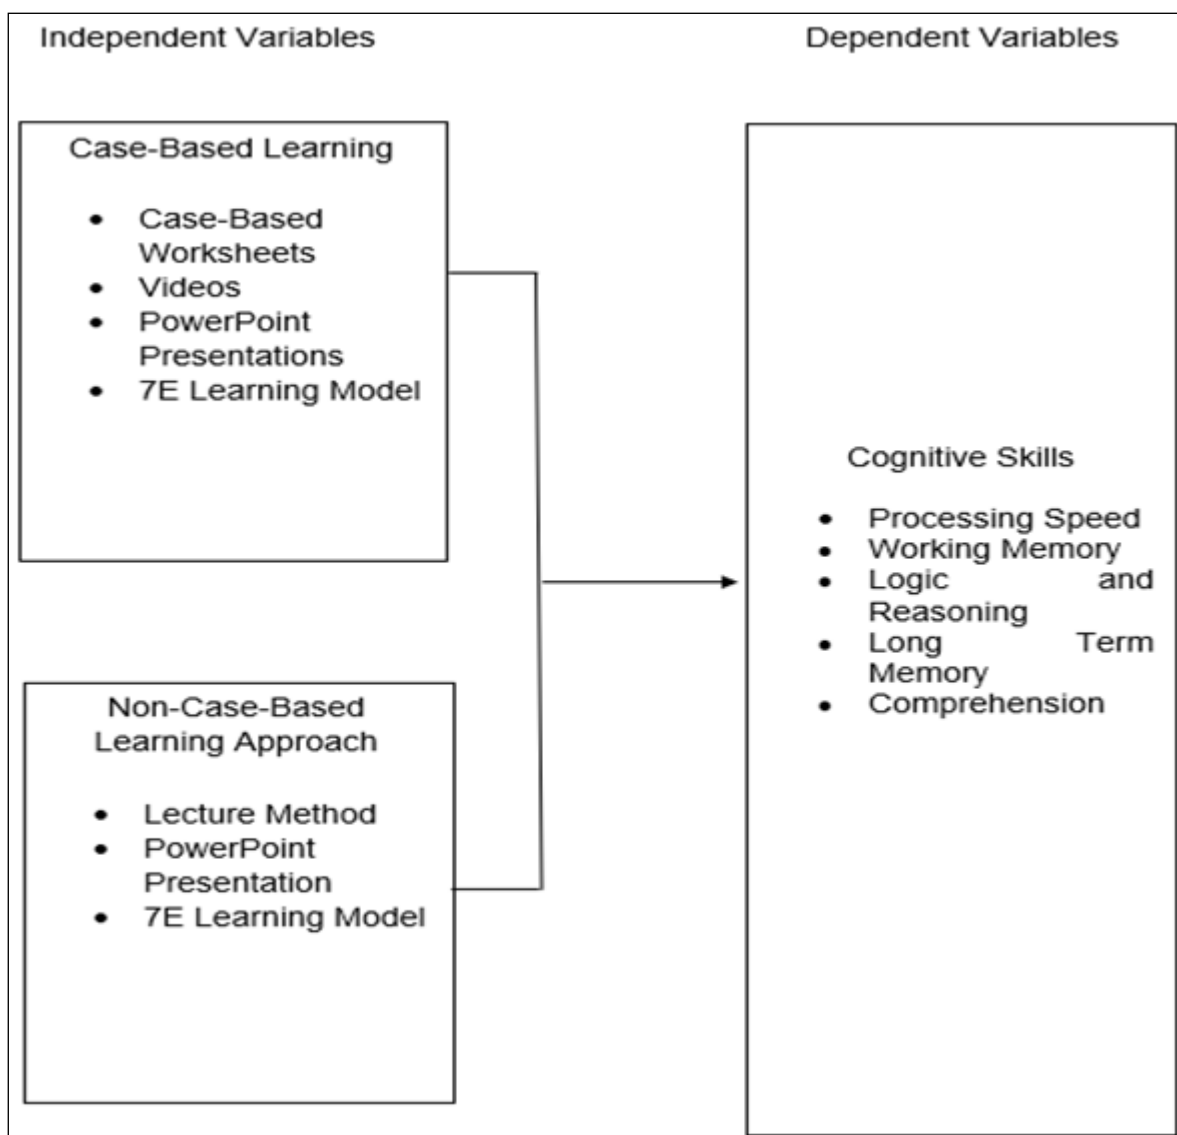 Independent Variables
Dependent Variables
Case-Based Learning
• Case-Based
Worksheets
• Videos
• PowerPoint
Presentations
• 7E Learning Model
Non-Case-Based
Learning Approach
• Lecture Method
• PowerPoint
Presentation
• 7E Learning Model
Cognitive Skills
• Processing Speed
• Working Memory
• Logic and
Reasoning
• Long Term
Memory
• Comprehension